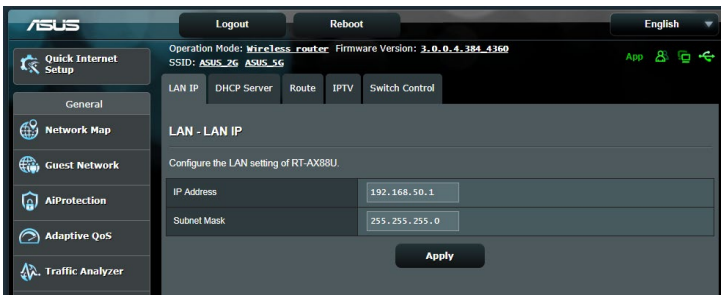 ASUS
Logout
Reboot
English
Quick Internet
Setup
Operation Mode: Wireless router Firmware Version: 3.0.0.4.384_4360
SSID: ASUS_2G ASUS_5G
App
General
Network Map
Guest Network
AiProtection
Adaptive QoS
Traffic Analyzer
LAN IP
DHCP Server
Route
IPTV
Switch Control
LAN - LAN IP
Configure the LAN setting of RT-AX88U.
IP Address 192.168.50.1
Subnet Mask 255.255.255.0
Apply